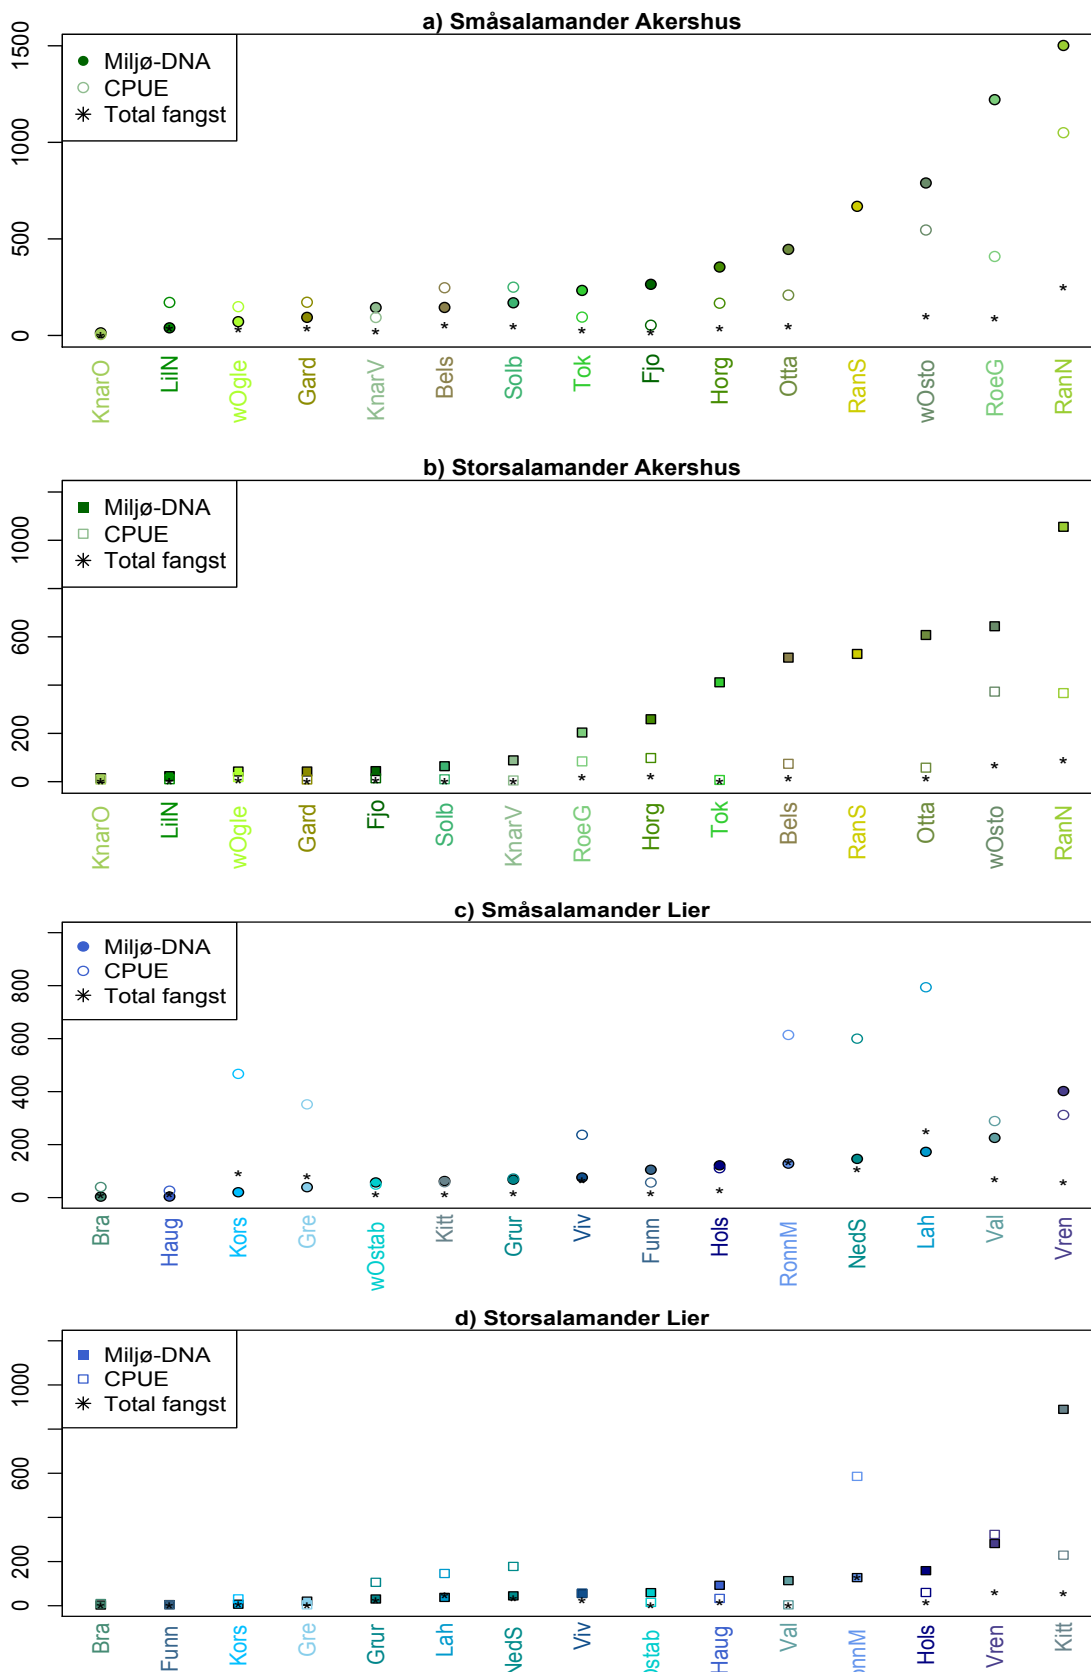 a) Småsalamander Akershus
1500
1000
500
0
Miljø-DNA
CPUE
Total fangst
KnarO
LilN
wOgle
Gard
KnarV
Bels
Solb
Tok
Fjo
Horg
Otta
RanS
wOsto
RoeG
RanN
b) Storsalamander Akershus
1000
600
200
0
Miljø-DNA
CPUE
Total fangst
KnarO
LilN
wOgle
Gard
Fjo
Solb
KnarV
RoeG
Horg
Tok
Bels
RanS
Otta
wOsto
RanN
c) Småsalamander Lier
800
600
400
200
0
Miljø-DNA
CPUE
Total fangst
Bra
Haug
Kors
Gre
wOstab
Kitt
Grur
Viv
Funn
Hols
RonnM
NedS
Lah
Val
Vren
d) Storsalamander Lier
1000
600
200
0
Miljø-DNA
CPUE
Total fangst
Bra
Funn
Kors
Gre
Grur
Lah
NedS
Viv
Ostab
Haug
Val
onnM
Hols
Vren
Kitt